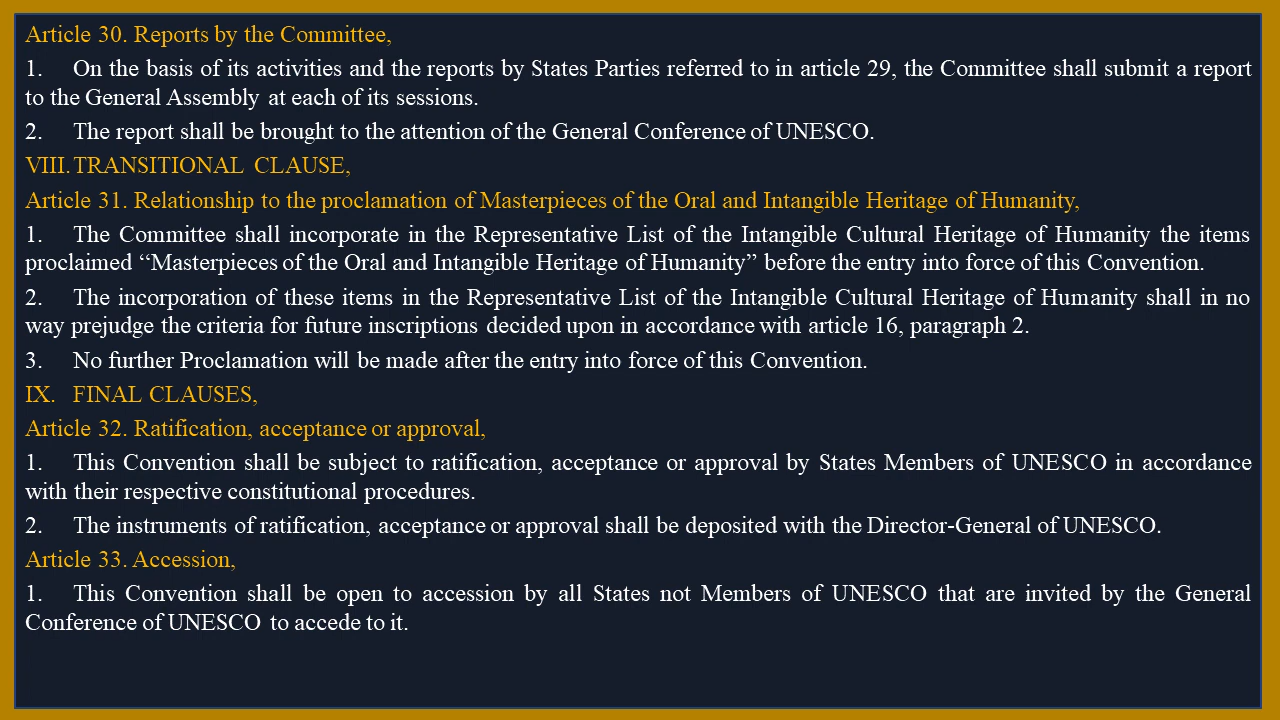 Article 30. Reports by the Committee,
1. On the basis of its activities and the reports by States Parties referred to in article 29, the Committee shall submit a report
to the General Assembly at each of its sessions.
2. The report shall be brought to the attention of the General Conference of UNESCO.
VIII. TRANSITIONAL CLAUSE,
Article 31. Relationship to the proclamation of Masterpieces of the Oral and Intangible Heritage of Humanity,
1. The Committee shall incorporate in the Representative List of the Intangible Cultural Heritage of Humanity the items
proclaimed “Masterpieces of the Oral and Intangible Heritage of Humanity” before the entry into force of this Convention.
2. The incorporation of these items in the Representative List of the Intangible Cultural Heritage of Humanity shall in no
way prejudge the criteria for future inscriptions decided upon in accordance with article 16, paragraph 2.
3. No further Proclamation will be made after the entry into force of this Convention.
IX. FINAL CLAUSES,
Article 32. Ratification, acceptance or approval,
1. This Convention shall be subject to ratification, acceptance or approval by States Members of UNESCO in accordance
with their respective constitutional procedures.
2. The instruments of ratification, acceptance or approval shall be deposited with the Director-General of UNESCO.
Article 33. Accession,
1. This Convention shall be open to accession by all States not Members of UNESCO that are invited by the General
Conference of UNESCO to accede to it.